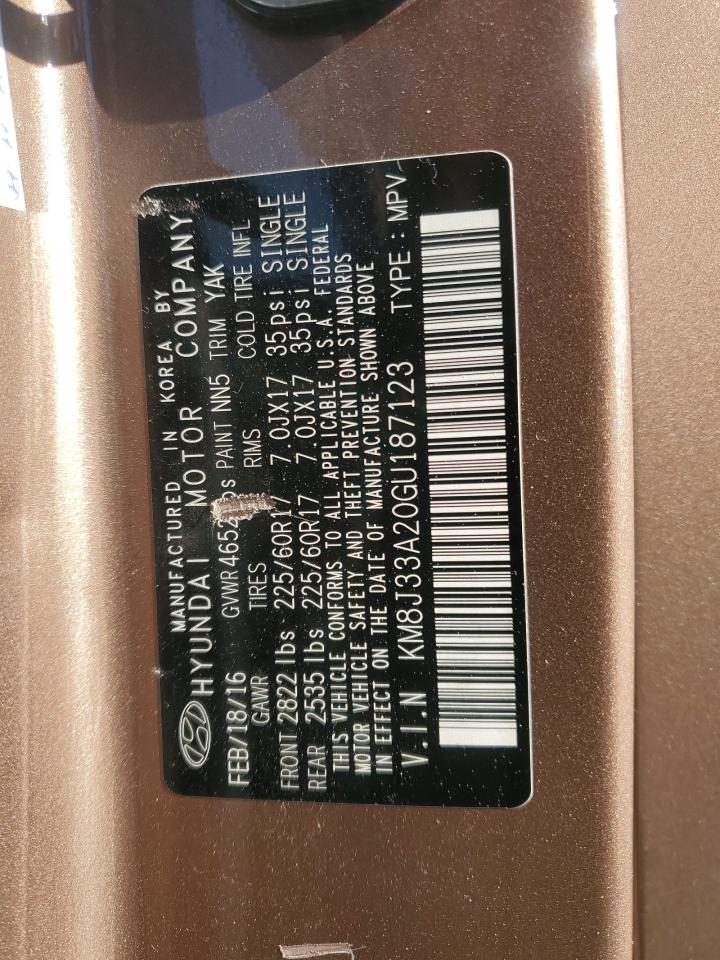 MANUFACTURED IN KOREA BY
HYUNDAI MOTOR COMPANY
FEB/18/16 GVWR PAINT NN5 TRIM YAK
GAWR TIRES RIMS COLD TIRE INFL
FRONT 2822 lbs 225/60R17 7.0JX17 35psi SINGLE
REAR 2535 lbs 225/60R17 7.0JX17 35psi SINGLE
THIS VEHICLE CONFORMS TO ALL APPLICABLE U.S.A. FEDERAL
MOTOR VEHICLE SAFETY AND THEFT PREVENTION STANDARDS
IN EFFECT ON THE DATE OF MANUFACTURE SHOWN ABOVE
V.I.N KM8J33A20GU187123 TYPE : MPV